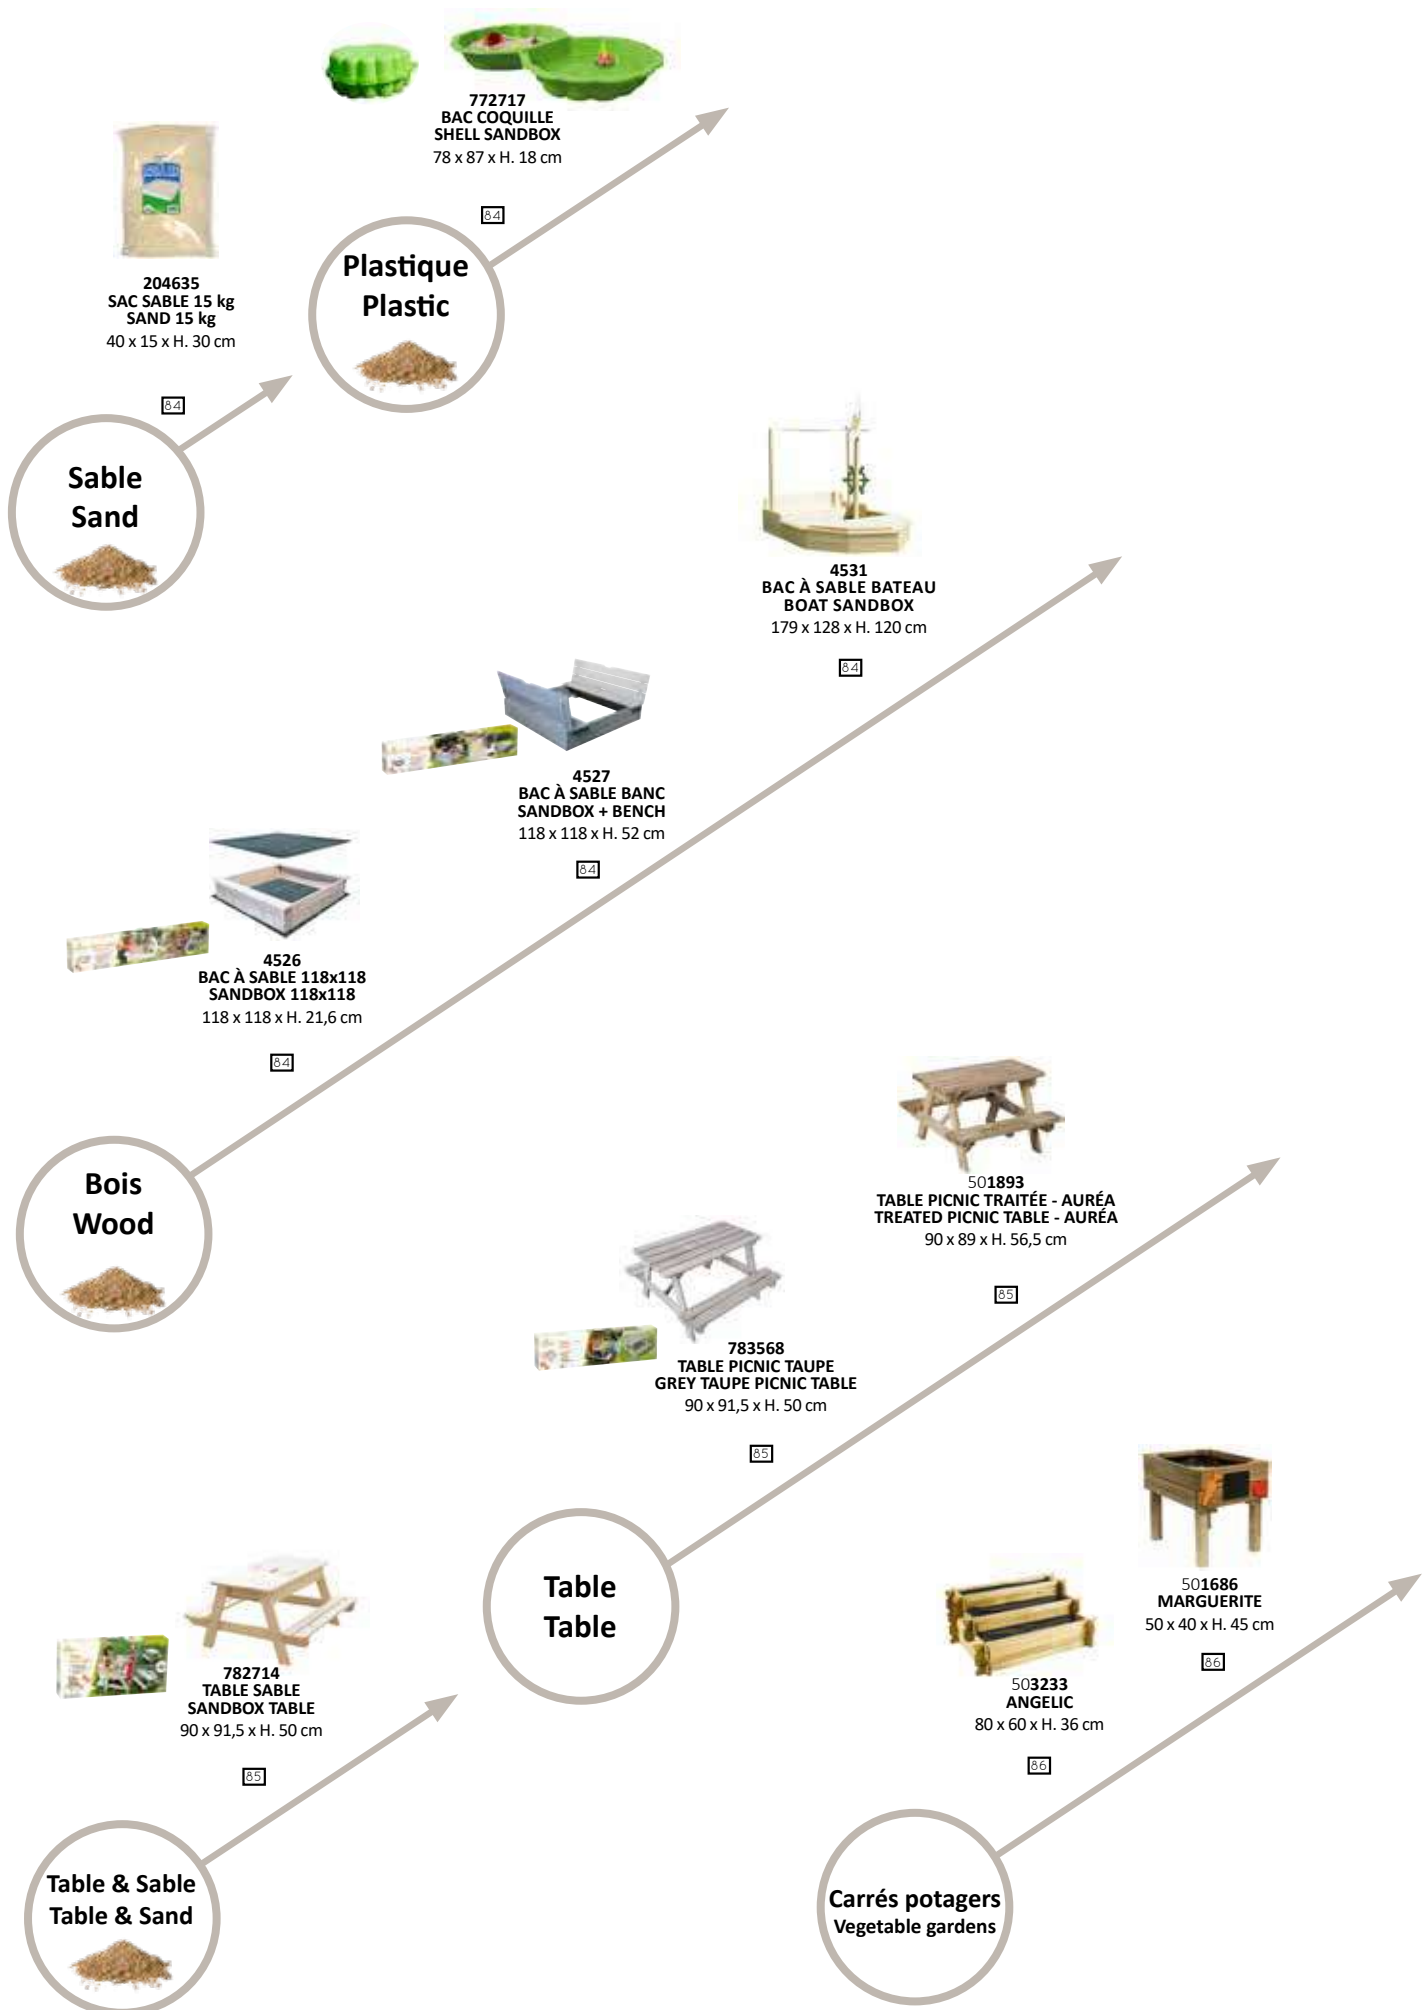 772717
BAC COQUILLE
SHELL SANDBOX
78 x 87 x H. 18 cm
84
Plastique
Plastic
204635
SAC SABLE 15 kg
SAND 15 kg
40 x 15 x H. 30 cm
84
Sable
Sand
4531
BAC À SABLE BATEAU
BOAT SANDBOX
179 x 128 x H. 120 cm
84
4527
BAC À SABLE BANC
SANDBOX + BENCH
118 x 118 x H. 52 cm
84
4526
BAC À SABLE 118x118
SANDBOX 118x118
118 x 118 x H. 21,6 cm
84
Bois
Wood
501893
TABLE PICNIC TRAITÉE - AURÉA
TREATED PICNIC TABLE - AURÉA
90 x 89 x H. 56,5 cm
85
783568
TABLE PICNIC TAUPE
GREY TAUPE PICNIC TABLE
90 x 91,5 x H. 50 cm
85
Table
Table
782714
TABLE SABLE
SANDBOX TABLE
90 x 91,5 x H. 50 cm
85
Table & Sable
Table & Sand
501686
MARGUERITE
50 x 40 x H. 45 cm
86
503233
ANGELIC
80 x 60 x H. 36 cm
86
Carrés potagers
Vegetable gardens